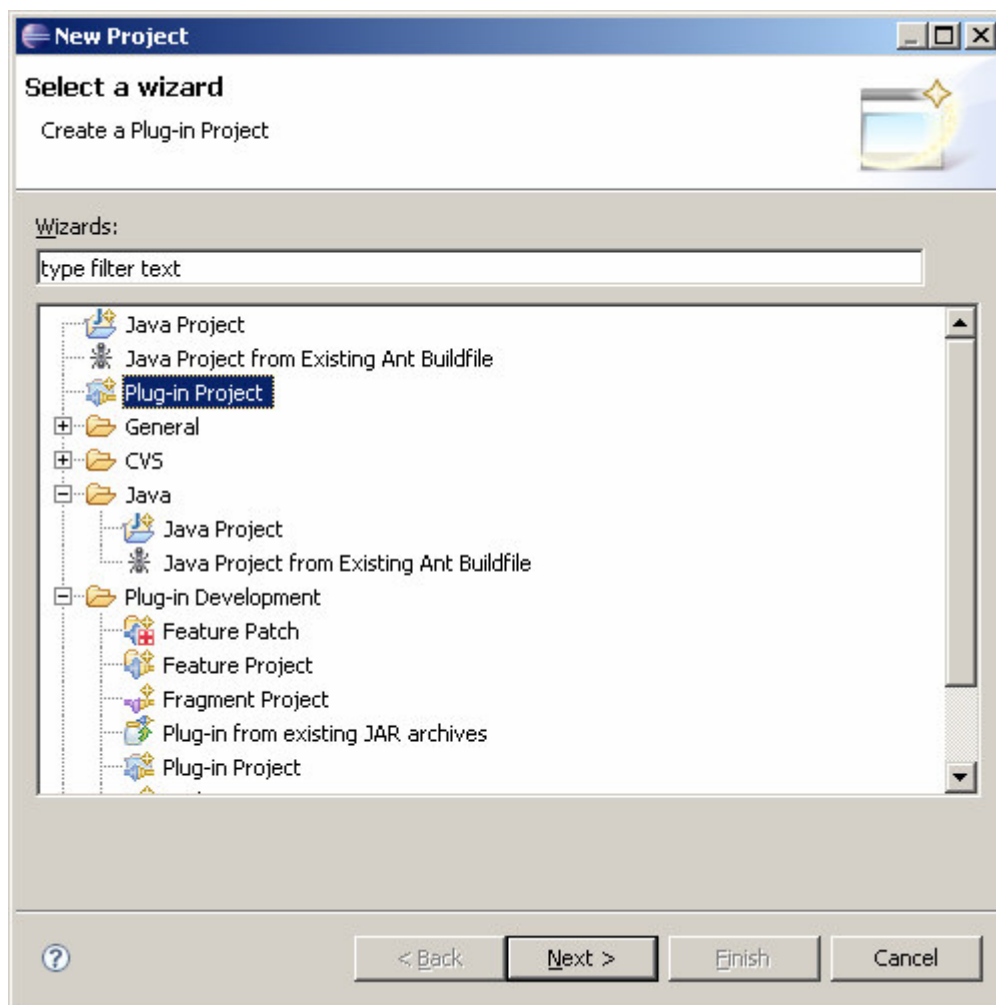 New Project
Select a wizard
Create a Plug-in Project
Wizards:
type filter text
Java Project
Java Project from Existing Ant Buildfile
Plug-in Project
General
CVS
Java
Java Project
Java Project from Existing Ant Buildfile
Plug-in Development
Feature Patch
Feature Project
Fragment Project
Plug-in from existing JAR archives
Plug-in Project
< Back Next > Finish Cancel